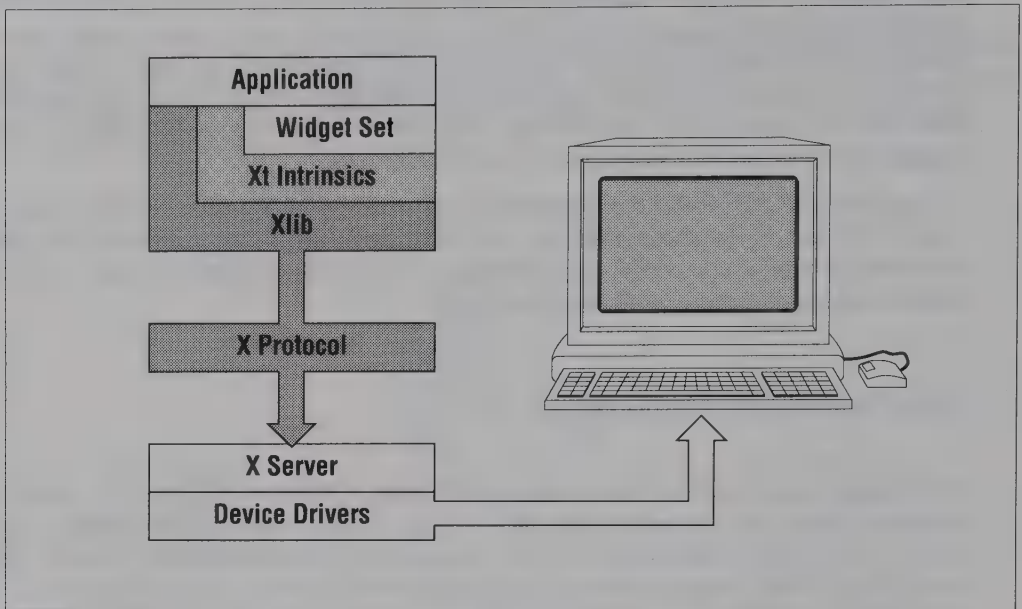 Application
Widget Set
Xt Intrinsics
Xlib
X Protocol
X Server
Device Drivers